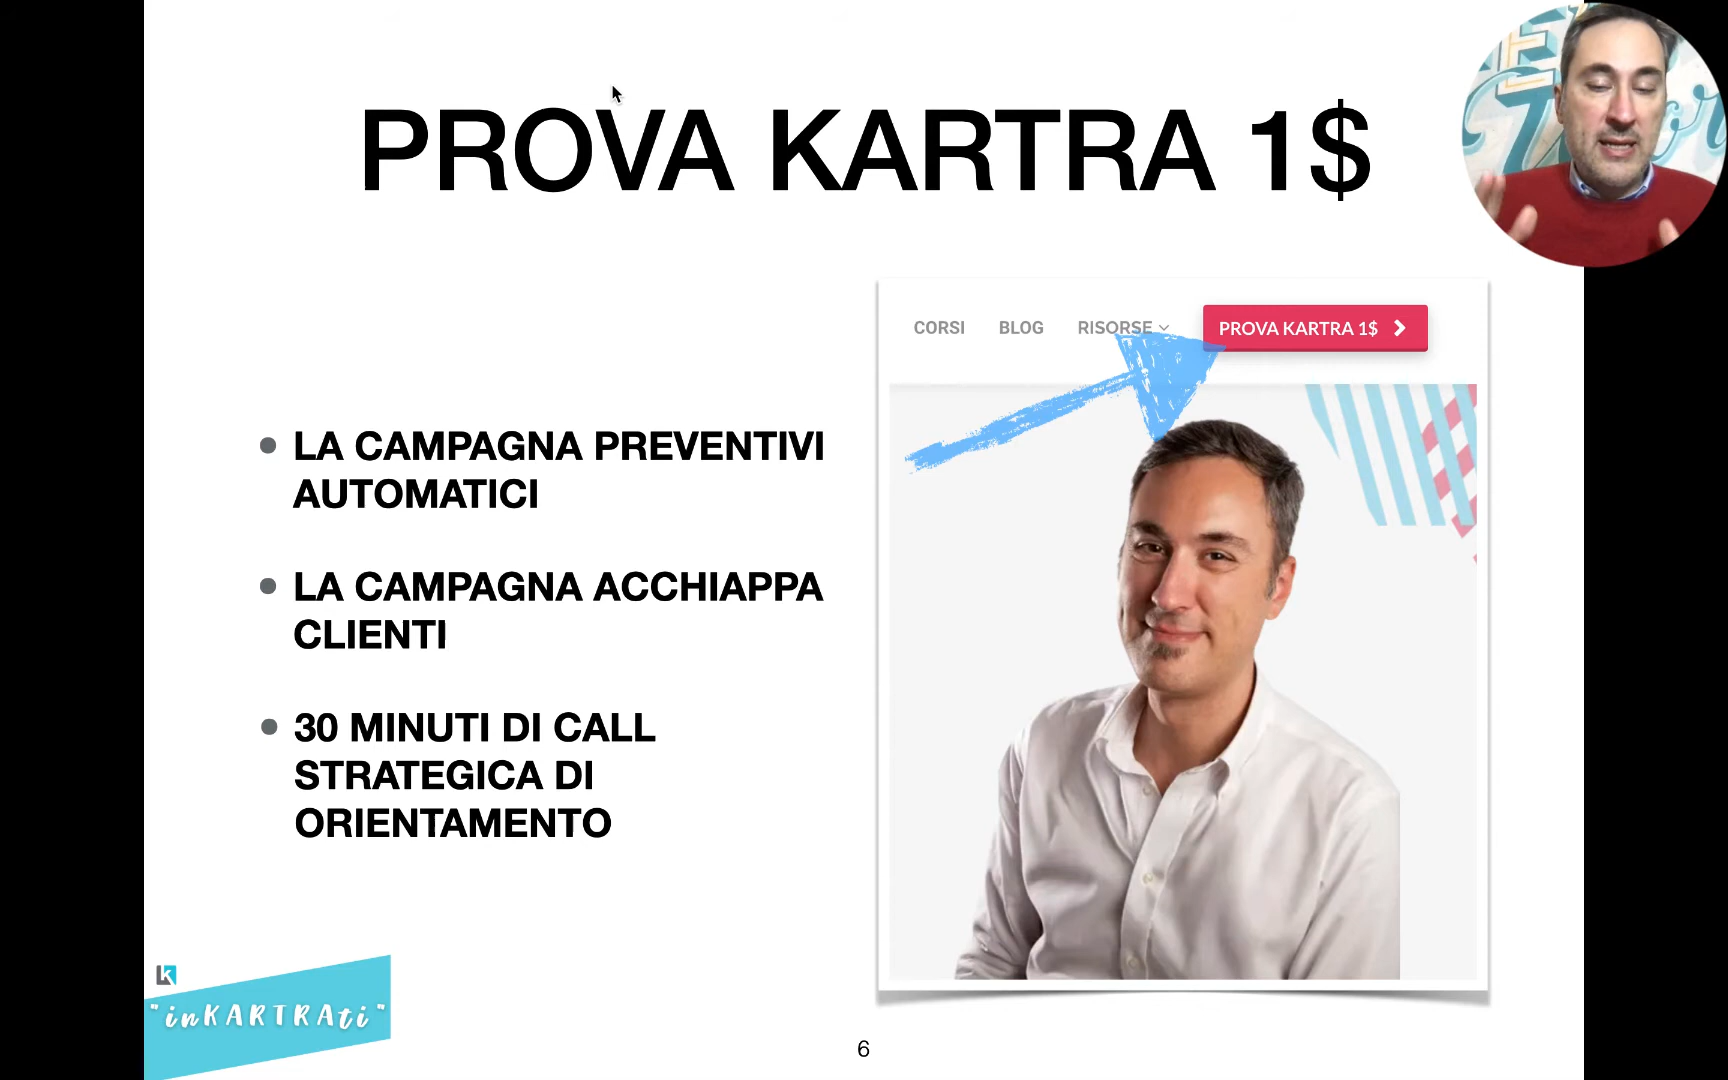 PROVA KARTRA 1$
CORSI BLOG RISORSE PROVA KARTRA 1$
LA CAMPAGNA PREVENTIVI
AUTOMATICI
LA CAMPAGNA ACCHIAPPA
CLIENTI
30 MINUTI DI CALL
STRATEGICA DI
ORIENTAMENTO
"inKARTRAti"
6